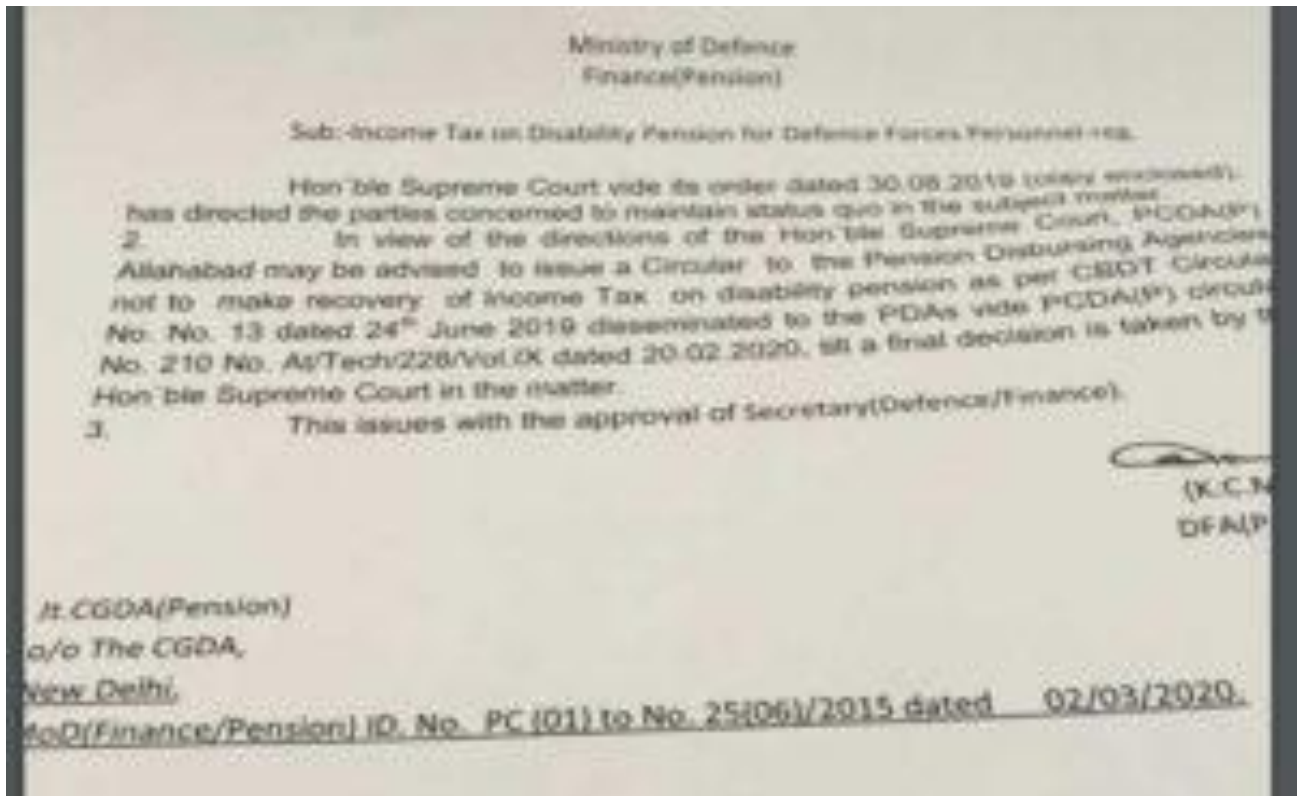 Ministry of Defence
Finance(Pension)
Sub:-Income Tax on Disability Pension for Defence Forces Personnel-reg.
Hon'ble Supreme Court vide its order dated 30.08.2019 (copy enclosed),
has directed the parties concerned to maintain status quo in the subject matter.
2. In view of the directions of the Hon'ble Supreme Court, PCDA(P)
Allahabad may be advised to issue a Circular to the Pension Disbursing Agencies
not to make recovery of Income Tax on disability pension as per CBDT Circula
No. No. 13 dated 24th June 2019 disseminated to the PDAs vide PCDA(P) circul
No. 210 No. At/Tech/228/Vol.IX dated 20.02.2020, till a final decision is taken by t
Hon'ble Supreme Court in the matter.
3. This issues with the approval of Secretary(Defence/Finance).
(K.C.
DFA(P
Jt.CGDA(Pension)
o/o The CGDA,
New Delhi.
MoD(Finance/Pension) ID. No. PC (01) to No. 25(06)/2015 dated 02/03/2020.